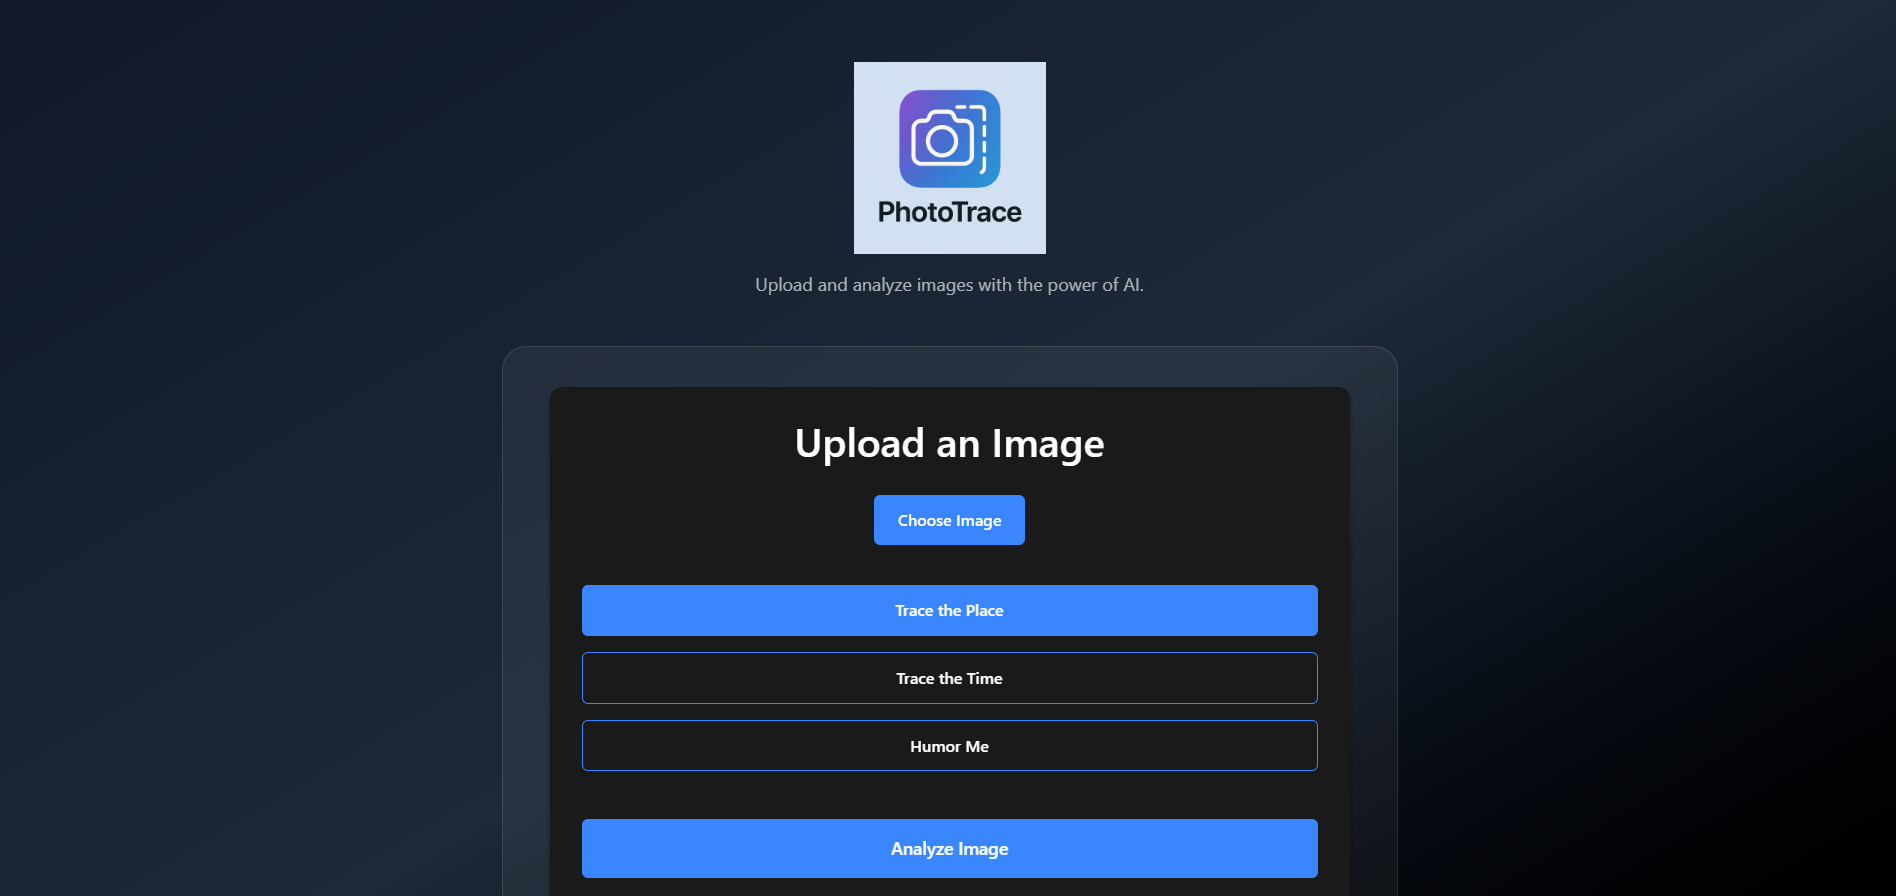 PhotoTrace
Upload and analyze images with the power of AI.
Upload an Image
Choose Image
Trace the Place
Trace the Time
Humor Me
Analyze Image